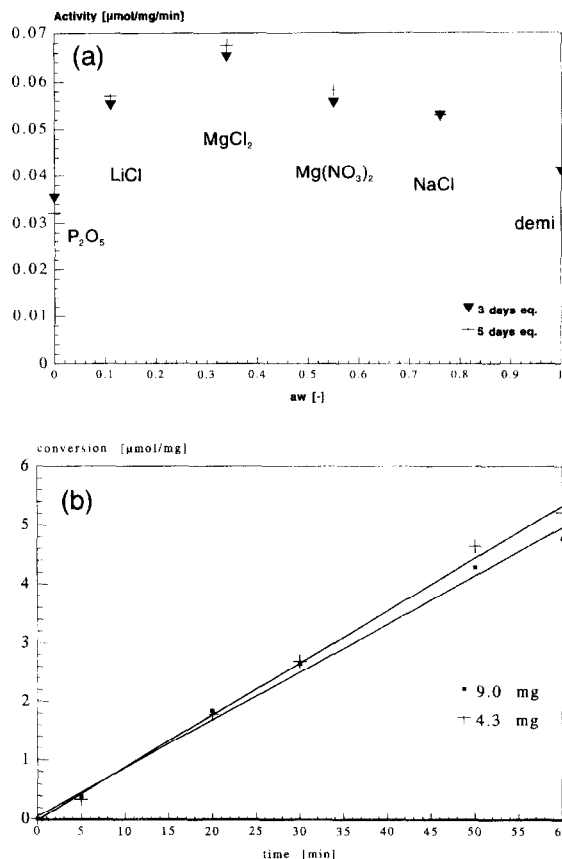 Activity [μmol/mg/min]
0.07
(a)
0.06
0.05
MgCl₂
LiCl
Mg(NO₃)₂
NaCl
0.04
demi
0.03
P₂O₅
0.02
▼ 3 days eq.
0.01
+ 5 days eq.
0
0 0.1 0.2 0.3 0.4 0.5 0.6 0.7 0.8 0.9 1
aw [-]
conversion [μmol/mg]
6
(b)
5
4
3
2
▪ 9.0 mg
+ 4.3 mg
1
0
0 5 10 15 20 25 30 35 40 45 50 55 60
time [min]